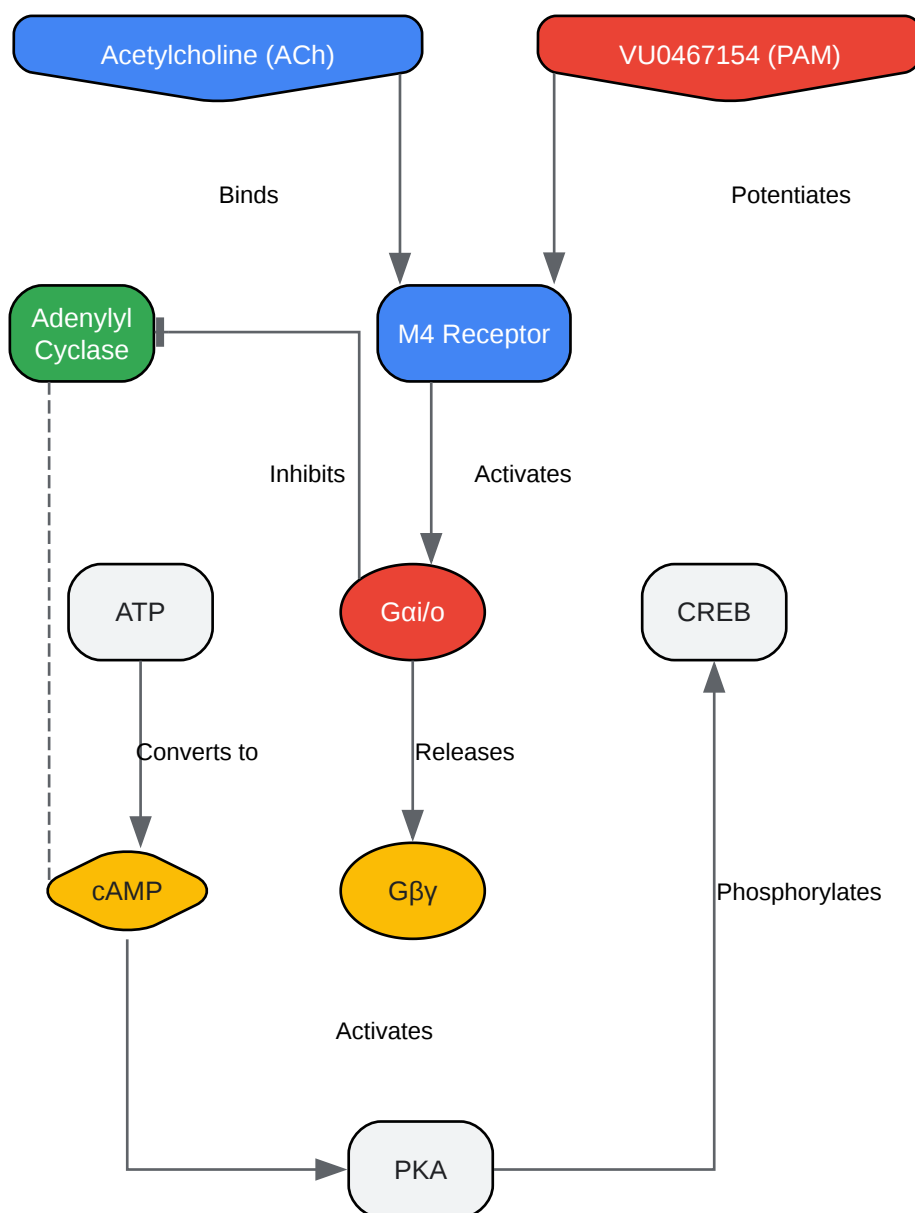 Acetylcholine (ACh)
VU0467154 (PAM)
Binds
Potentiates
Adenylyl
Cyclase
M4 Receptor
Inhibits
Activates
ATP
Gαi/o
CREB
Converts to
Releases
cAMP
Gβγ
Phosphorylates
Activates
PKA